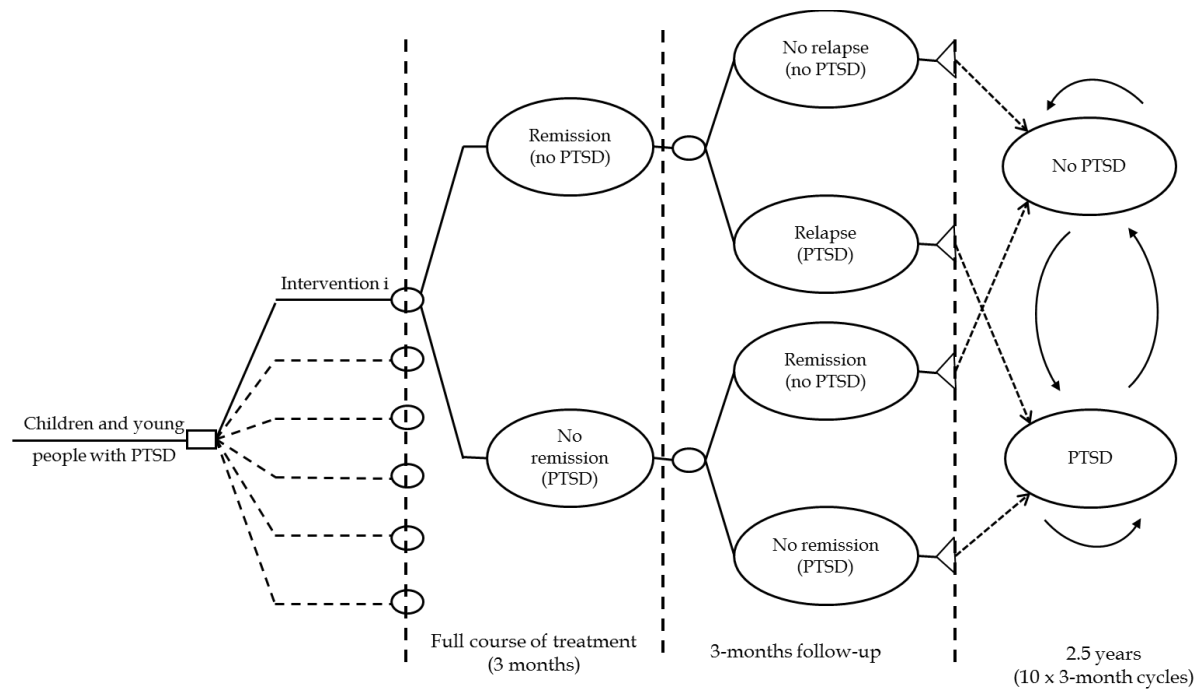 No relapse
(no PTSD)
Remission
(no PTSD)
No PTSD
Relapse
(PTSD)
Intervention i
Remission
(no PTSD)
Children and young
people with PTSD
No
remission
(PTSD)
PTSD
No remission
(PTSD)
Full course of treatment
(3 months)
3-months follow-up
2.5 years
(10 x 3-month cycles)